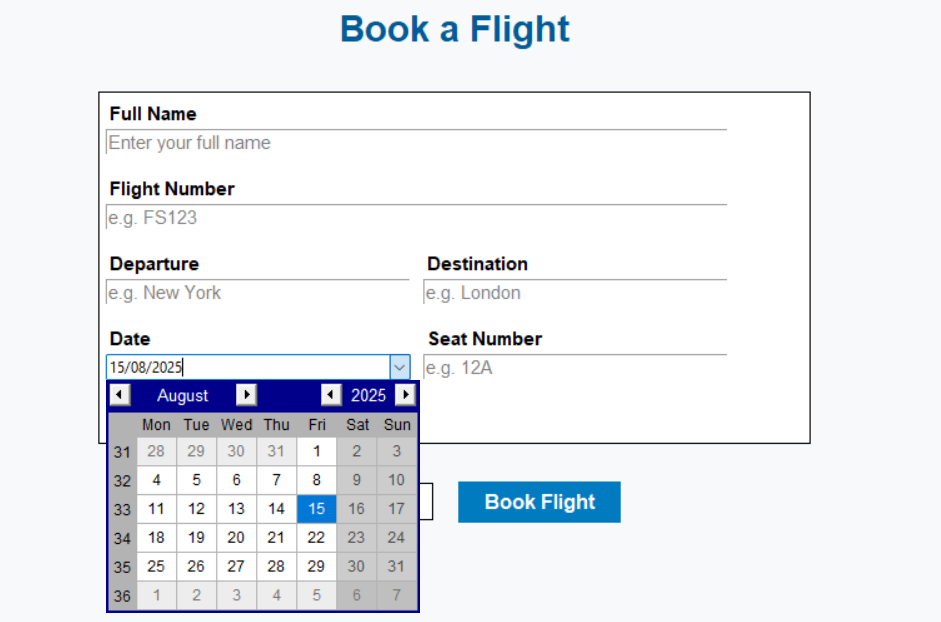 Book a Flight
Full Name
Enter your full name
Flight Number
e.g. FS123
Departure Destination
e.g. New York e.g. London
Date Seat Number
15/08/2025 e.g. 12A
August 2025
Mon Tue Wed Thu Fri Sat Sun
31 28 29 30 31 1 2 3
32 4 5 6 7 8 9 10
33 11 12 13 14 15 16 17
34 18 19 20 21 22 23 24
35 25 26 27 28 29 30 31
36 1 2 3 4 5 6 7
Book Flight